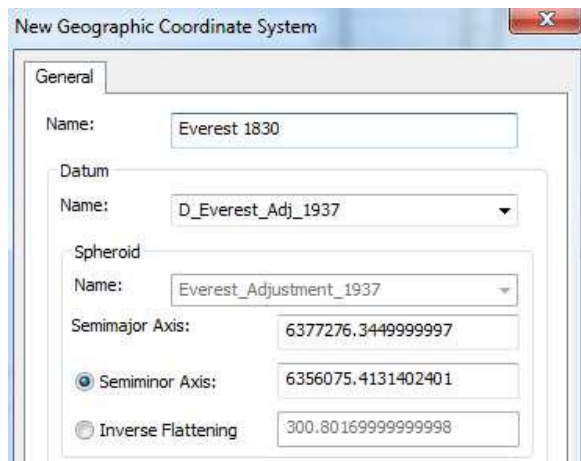 New Geographic Coordinate System
General
Name: Everest 1830
Datum
Name: D_Everest_Adj_1937
Spheroid
Name: Everest_Adjustment_1937
Semimajor Axis: 6377276.3449999997
Semiminor Axis: 6356075.4131402401
Inverse Flattening 300.80169999999998